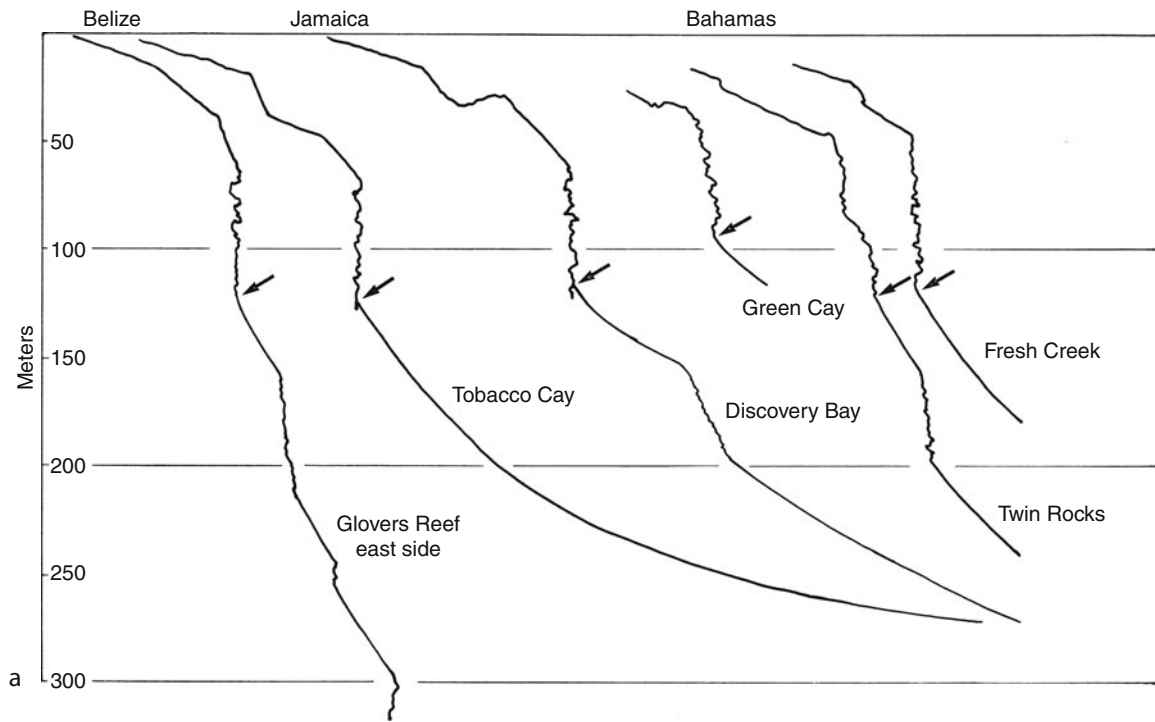 Belize
Jamaica
Bahamas
Meters
50
100
150
200
250
300
Green Cay
Fresh Creek
Tobacco Cay
Discovery Bay
Twin Rocks
Glovers Reef
east side
a